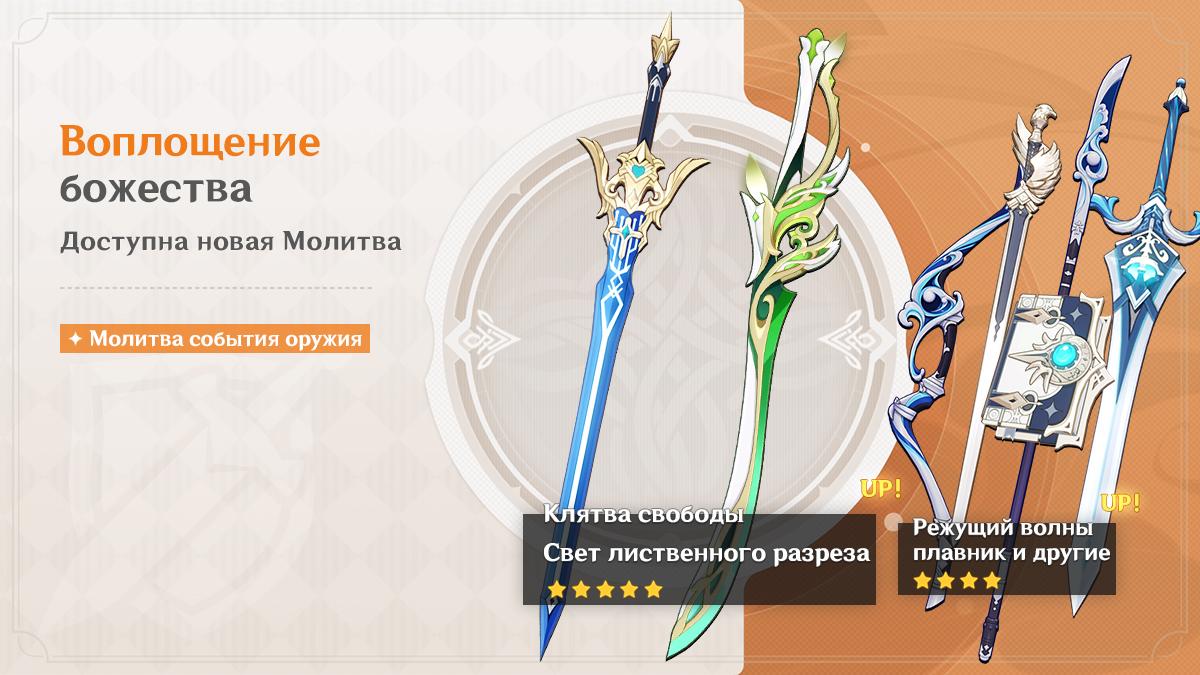 Воплощение
божества
Доступна новая Молитва
✦ Молитва события оружия
UP!
Клятва свободы
Свет лиственного разреза
UP!
Режущий волны
плавник и другие